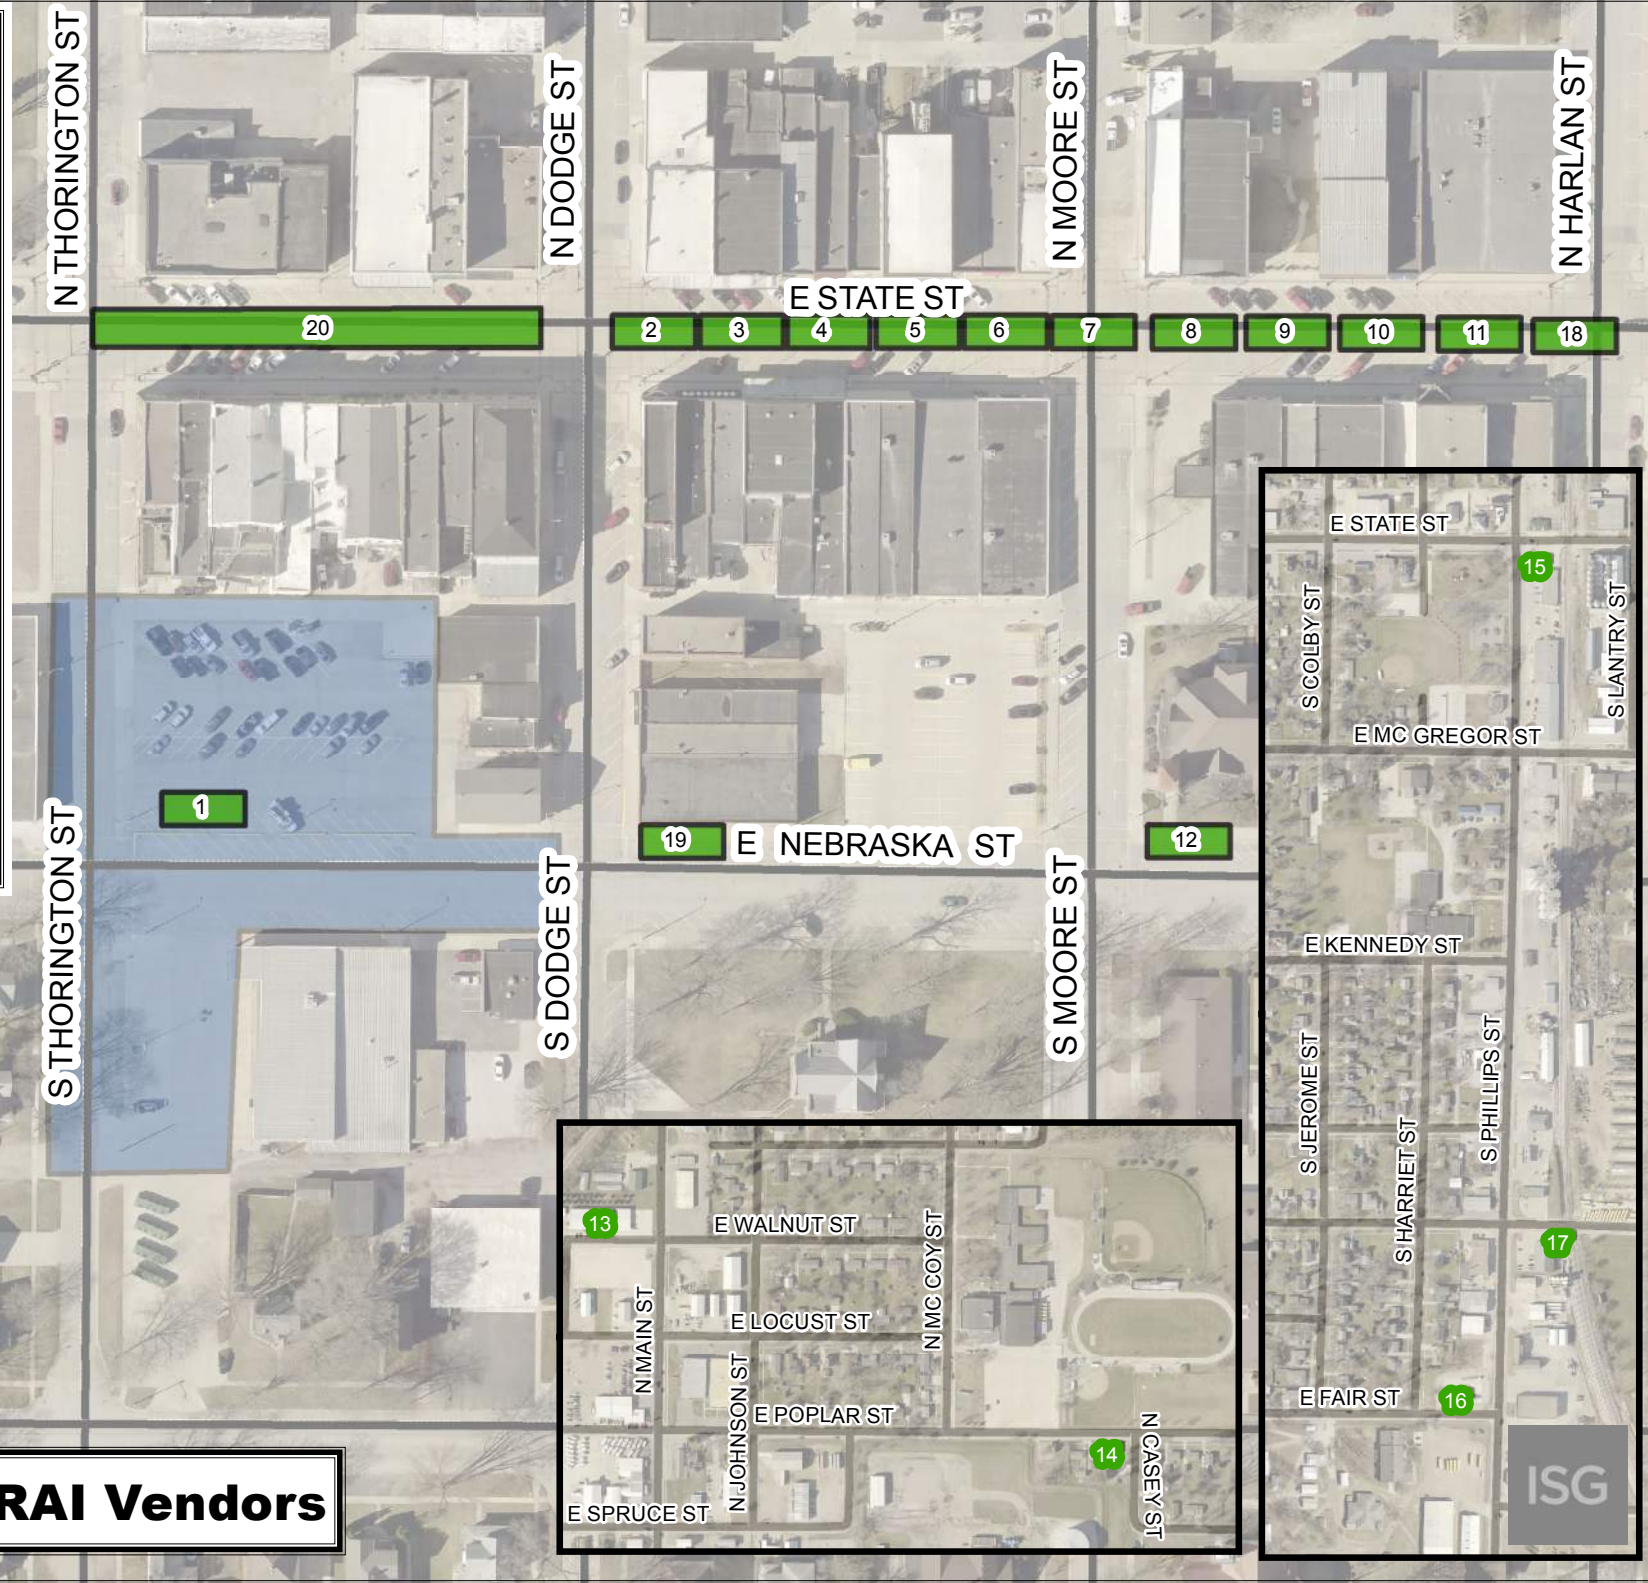 N THORINGTON ST
N DODGE ST
N MOORE ST
N HARLAN ST
E STATE ST
20
2
3
4
5
6
7
8
9
10
11
18
1
19
E NEBRASKA ST
12
S THORINGTON ST
S DODGE ST
S MOORE ST
E STATE ST
15
S COLBY ST
S LANTRY ST
E MC GREGOR ST
E KENNEDY ST
S JEROME ST
S HARRIET ST
S PHILLIPS ST
17
E FAIR ST
16
ISG
13
E WALNUT ST
N MC COY ST
N MAIN ST
E LOCUST ST
N JOHNSON ST
E POPLAR ST
14
N CASEY ST
E SPRUCE ST
RAI Vendors